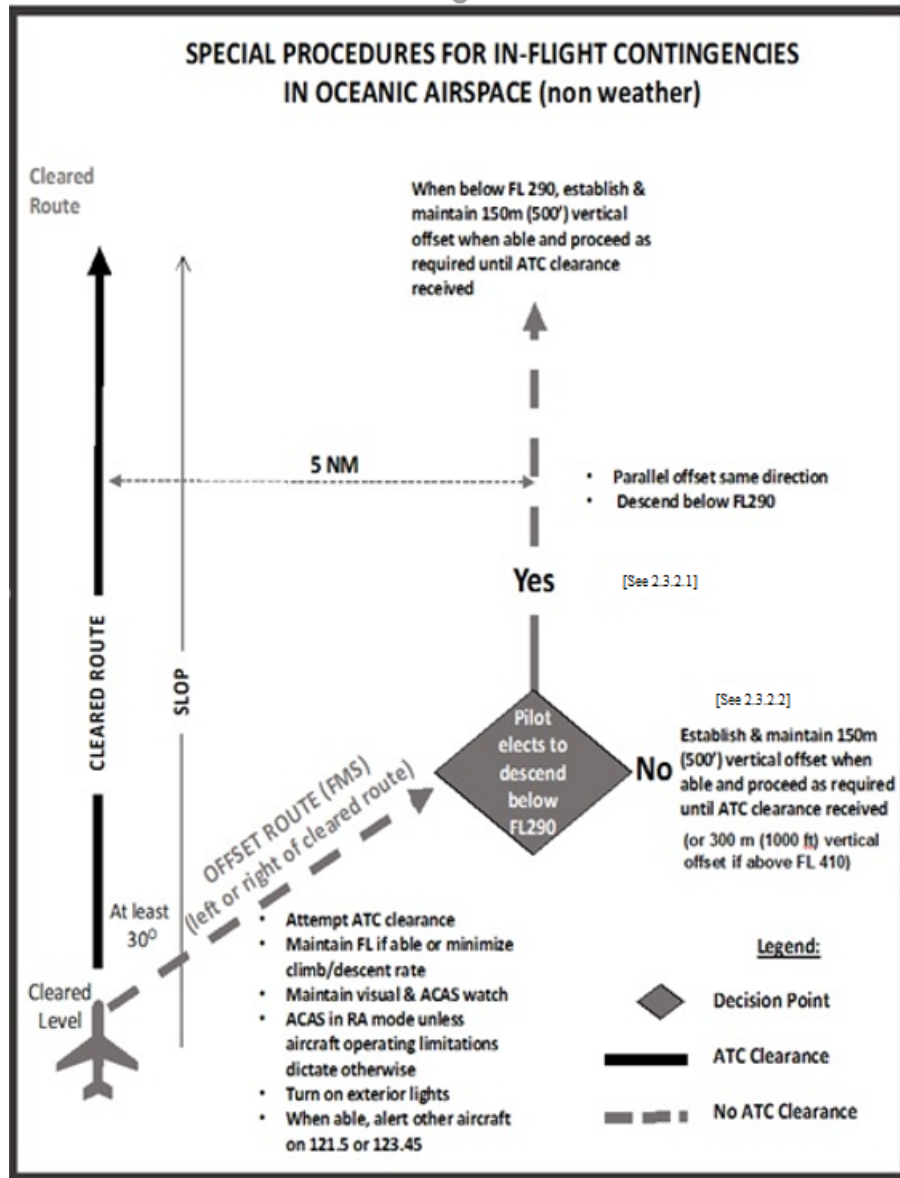 SPECIAL PROCEDURES FOR IN-FLIGHT CONTINGENCIES
IN OCEANIC AIRSPACE (non weather)
Cleared
Route
When below FL 290, establish &
maintain 150m (500') vertical
offset when able and proceed as
required until ATC clearance
received
5 NM
• Parallel offset same direction
• Descend below FL290
Yes
[See 2.3.2.1]
CLEARED ROUTE
SLOP
[See 2.3.2.2]
Pilot
elects to
descend
below
FL290
No
Establish & maintain 150m
(500') vertical offset when
able and proceed as required
until ATC clearance received
(or 300 m (1000 ft) vertical
offset if above FL 410)
OFFSET ROUTE (FMS)
(left or right of cleared route)
At least
30⁰
Cleared
Level
• Attempt ATC clearance
• Maintain FL if able or minimize
climb/descent rate
• Maintain visual & ACAS watch
• ACAS in RA mode unless
aircraft operating limitations
dictate otherwise
• Turn on exterior lights
• When able, alert other aircraft
on 121.5 or 123.45
Legend:
Decision Point
ATC Clearance
No ATC Clearance